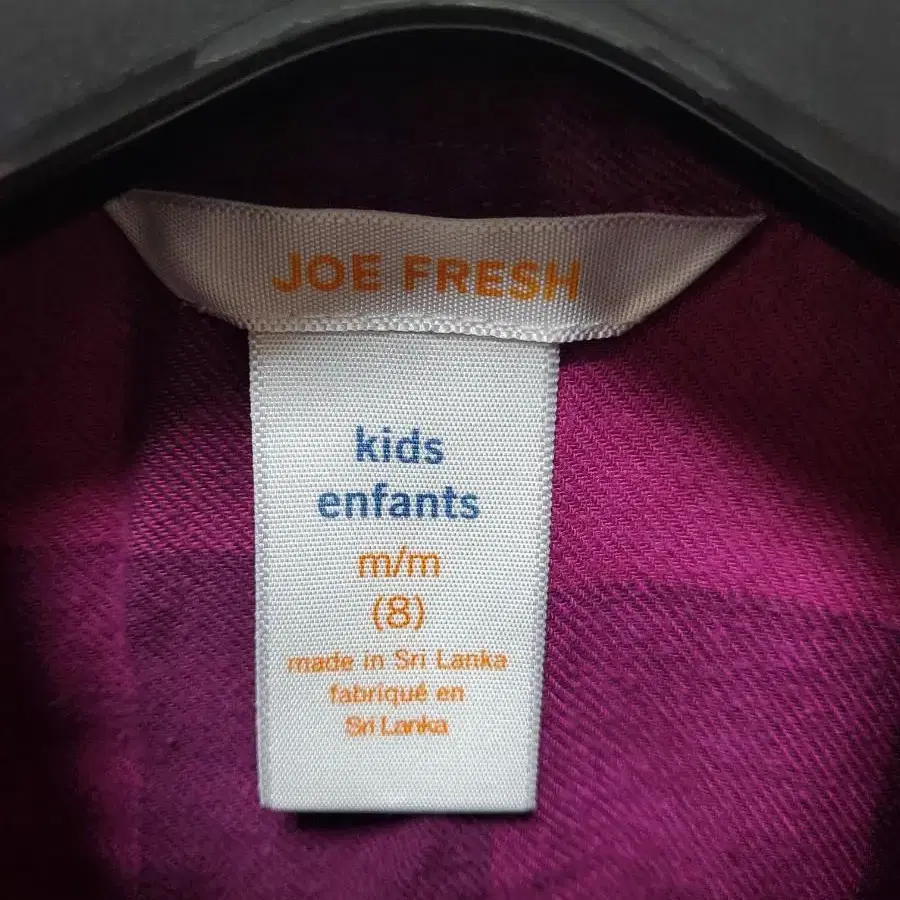 JOE FRESH
kids
enfants
m/m
(8)
made in Sri Lanka
fabriqué en
Sri Lanka